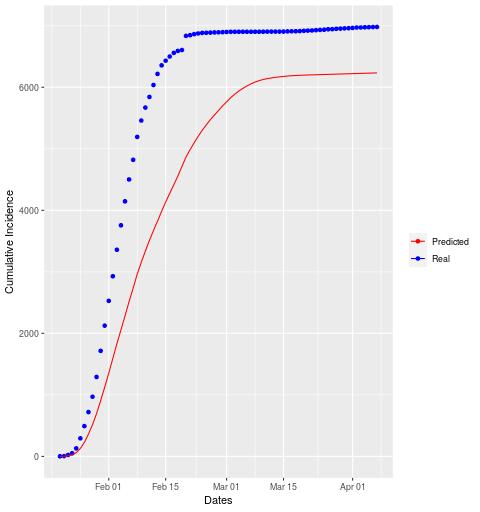 Cumulative Incidence
6000
4000
2000
0
Feb 01
Feb 15
Mar 01
Mar 15
Apr 01
Dates
Predicted
Real